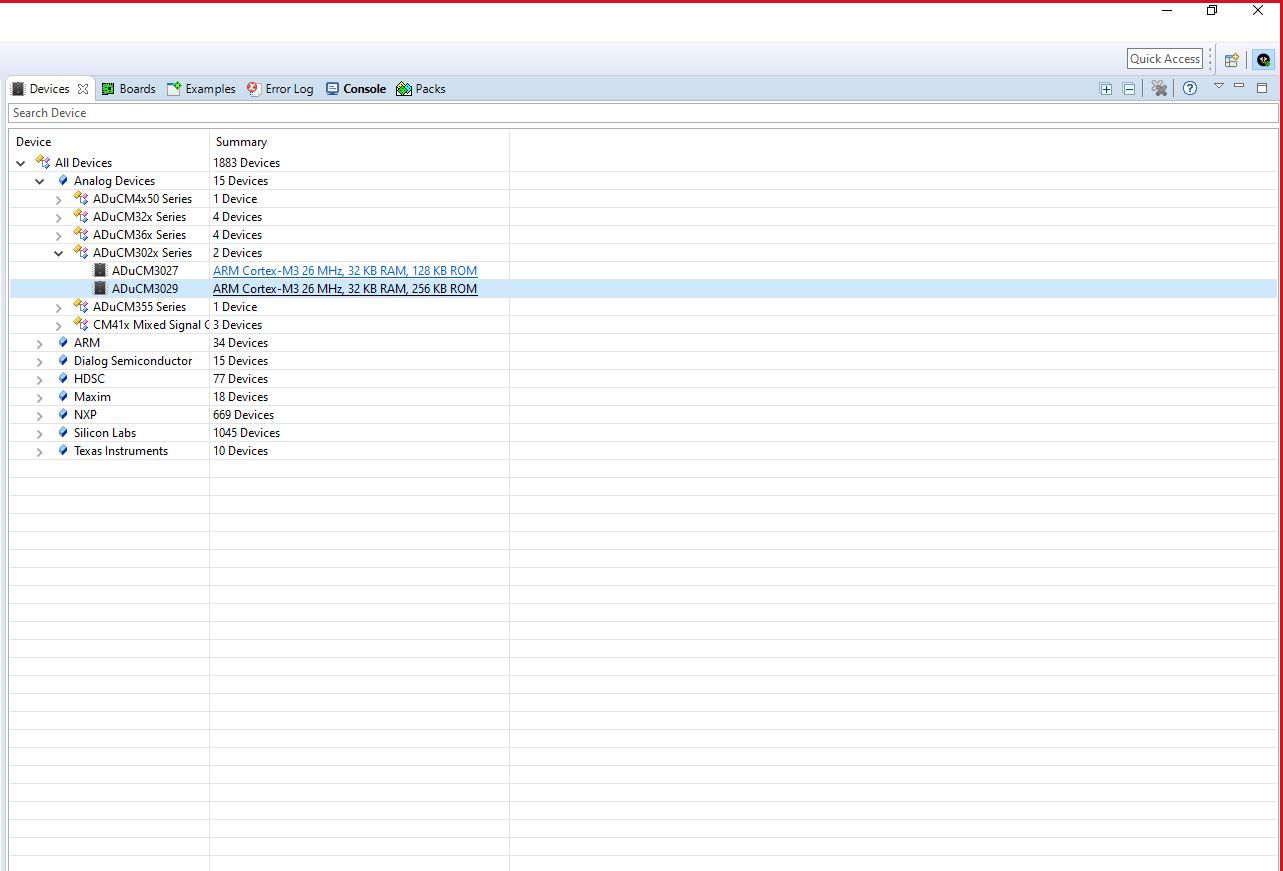 Quick Access
Devices Boards Examples Error Log Console Packs
Search Device
Device Summary
All Devices 1883 Devices
Analog Devices 15 Devices
ADuCM4x50 Series 1 Device
ADuCM32x Series 4 Devices
ADuCM36x Series 4 Devices
ADuCM302x Series 2 Devices
ADuCM3027 ARM Cortex-M3 26 MHz, 32 KB RAM, 128 KB ROM
ADuCM3029 ARM Cortex-M3 26 MHz, 32 KB RAM, 256 KB ROM
ADuCM355 Series 1 Device
CM41x Mixed Signal C 3 Devices
ARM 34 Devices
Dialog Semiconductor 15 Devices
HDSC 77 Devices
Maxim 18 Devices
NXP 669 Devices
Silicon Labs 1045 Devices
Texas Instruments 10 Devices